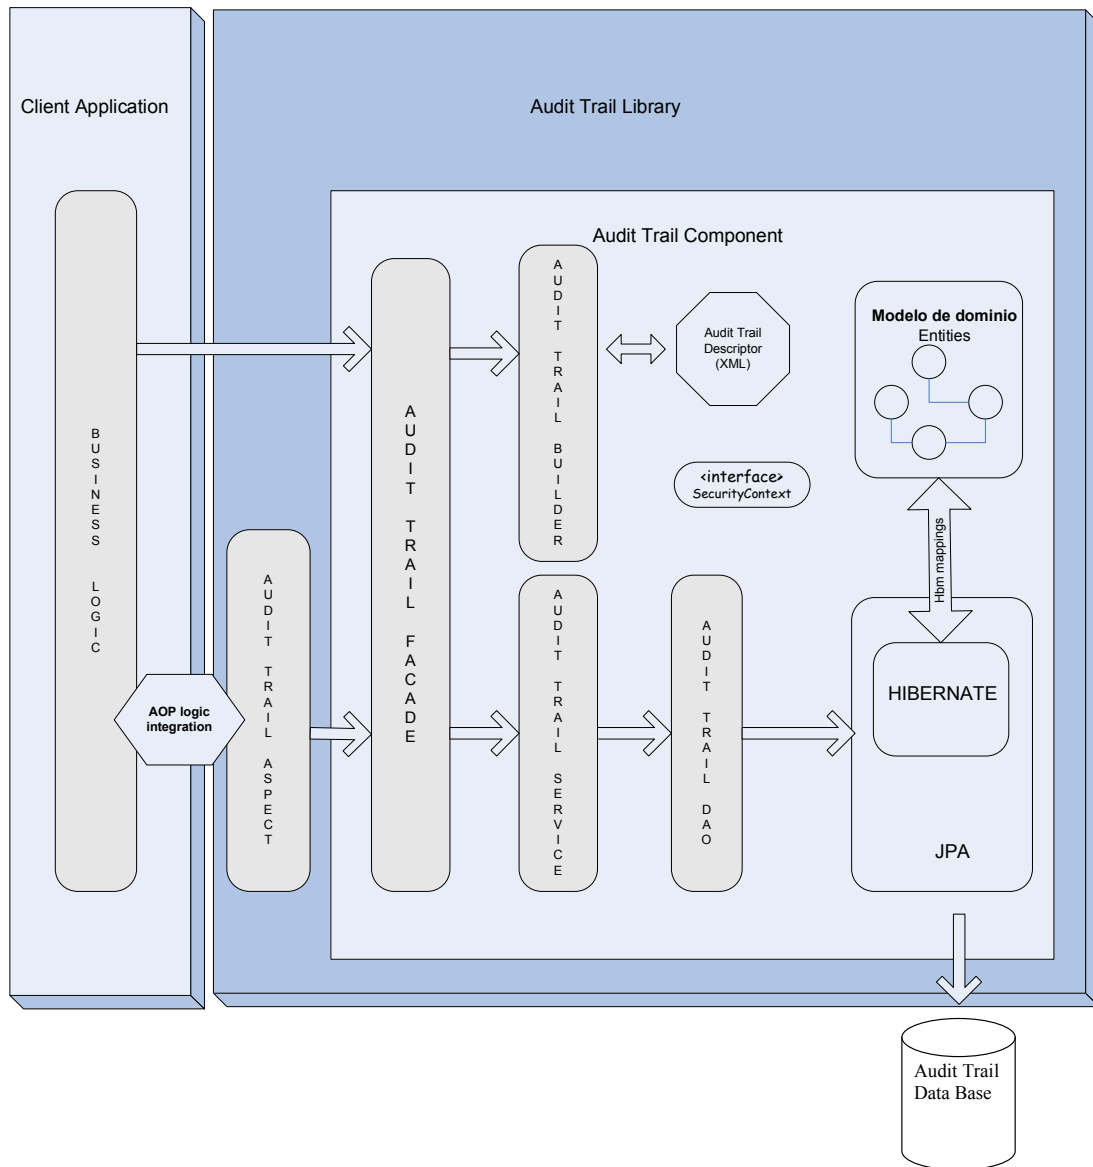 Client Application
Audit Trail Library
Audit Trail Component
BUSINESS LOGIC
AOP logic
integration
AUDIT TRAIL ASPECT
AUDIT TRAIL FACADE
AUDIT TRAIL BUILDER
Audit Trail
Descriptor
(XML)
<interface>
SecurityContext
AUDIT TRAIL SERVICE
AUDIT TRAIL DAO
Modelo de dominio
Entities
Hbm mappings
HIBERNATE
JPA
Audit Trail
Data Base